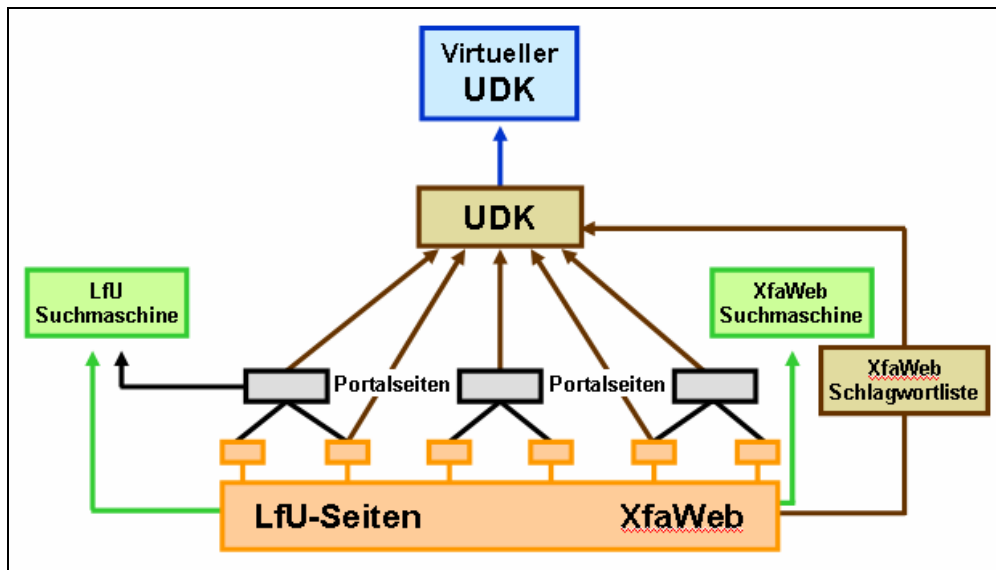 Virtueller
UDK
UDK
LfU
Suchmaschine
XfaWeb
Suchmaschine
XfaWeb
Schlagwortliste
Portalseiten
Portalseiten
LfU-Seiten
XfaWeb